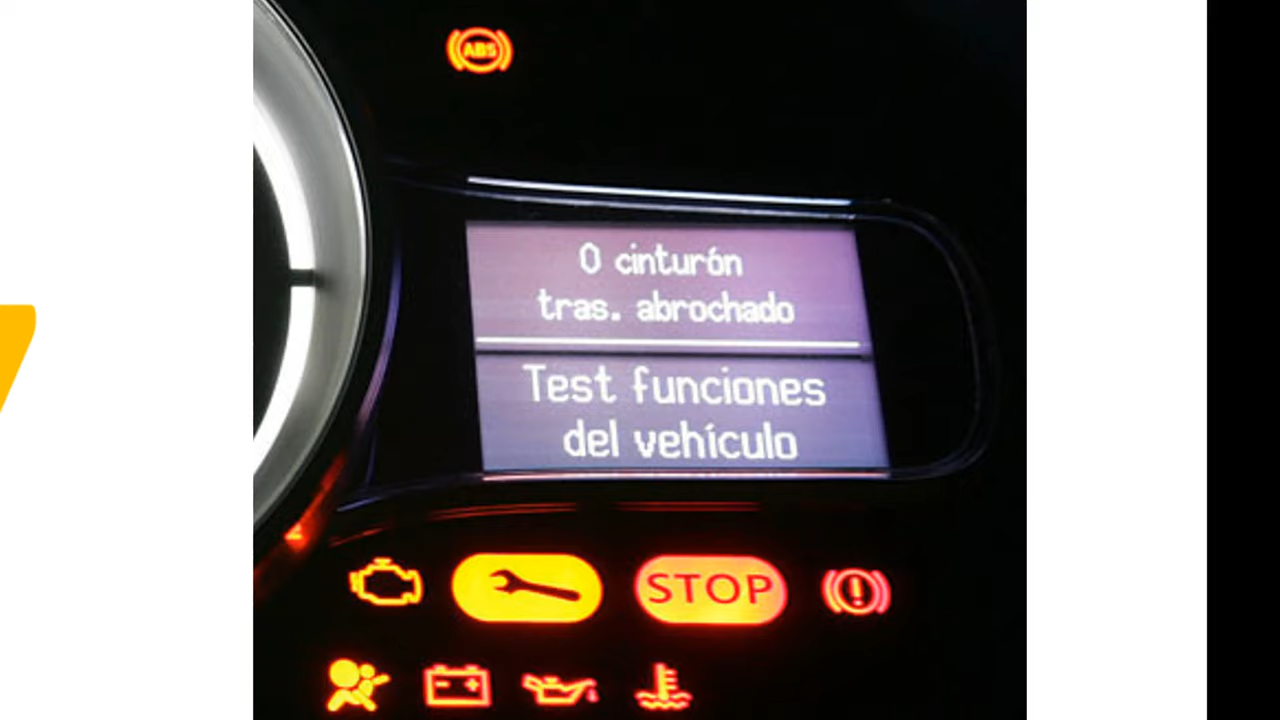 ABS
0 cinturón
tras. abrochado
Test funciones
del vehículo
STOP